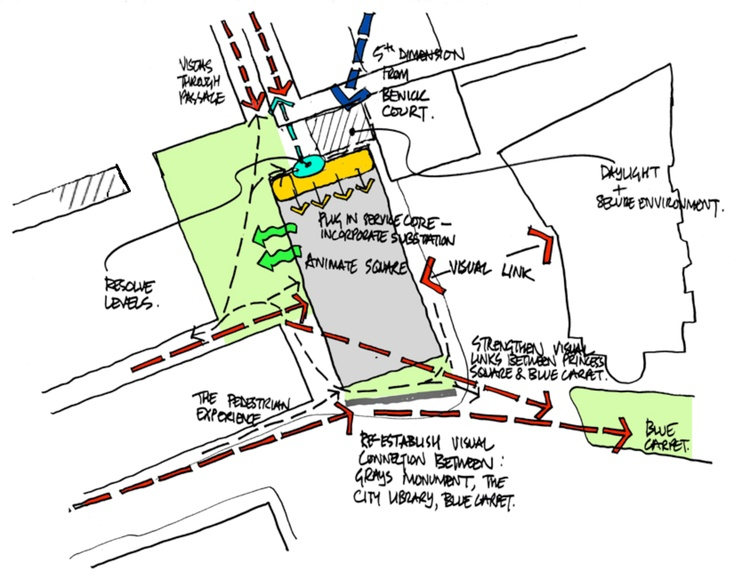 VISTAS
THROUGH
PASSAGE
5TH DIMENSION
FROM
BEWICK
COURT.
DAYLIGHT
+
SECURE ENVIRONMENT.
PLUG IN SERVICE CORE –
INCORPORATE SUBSTATION
ANIMATE SQUARE
VISUAL LINK
RESOLVE
LEVELS.
STRENGTHEN VISUAL
LINKS BETWEEN PRINCESS
SQUARE & BLUE CARPET.
THE PEDESTRIAN
EXPERIENCE
BLUE
CARPET.
RE-ESTABLISH VISUAL
CONNECTION BETWEEN:
GRAYS MONUMENT, THE
CITY LIBRARY, BLUE CARPET.